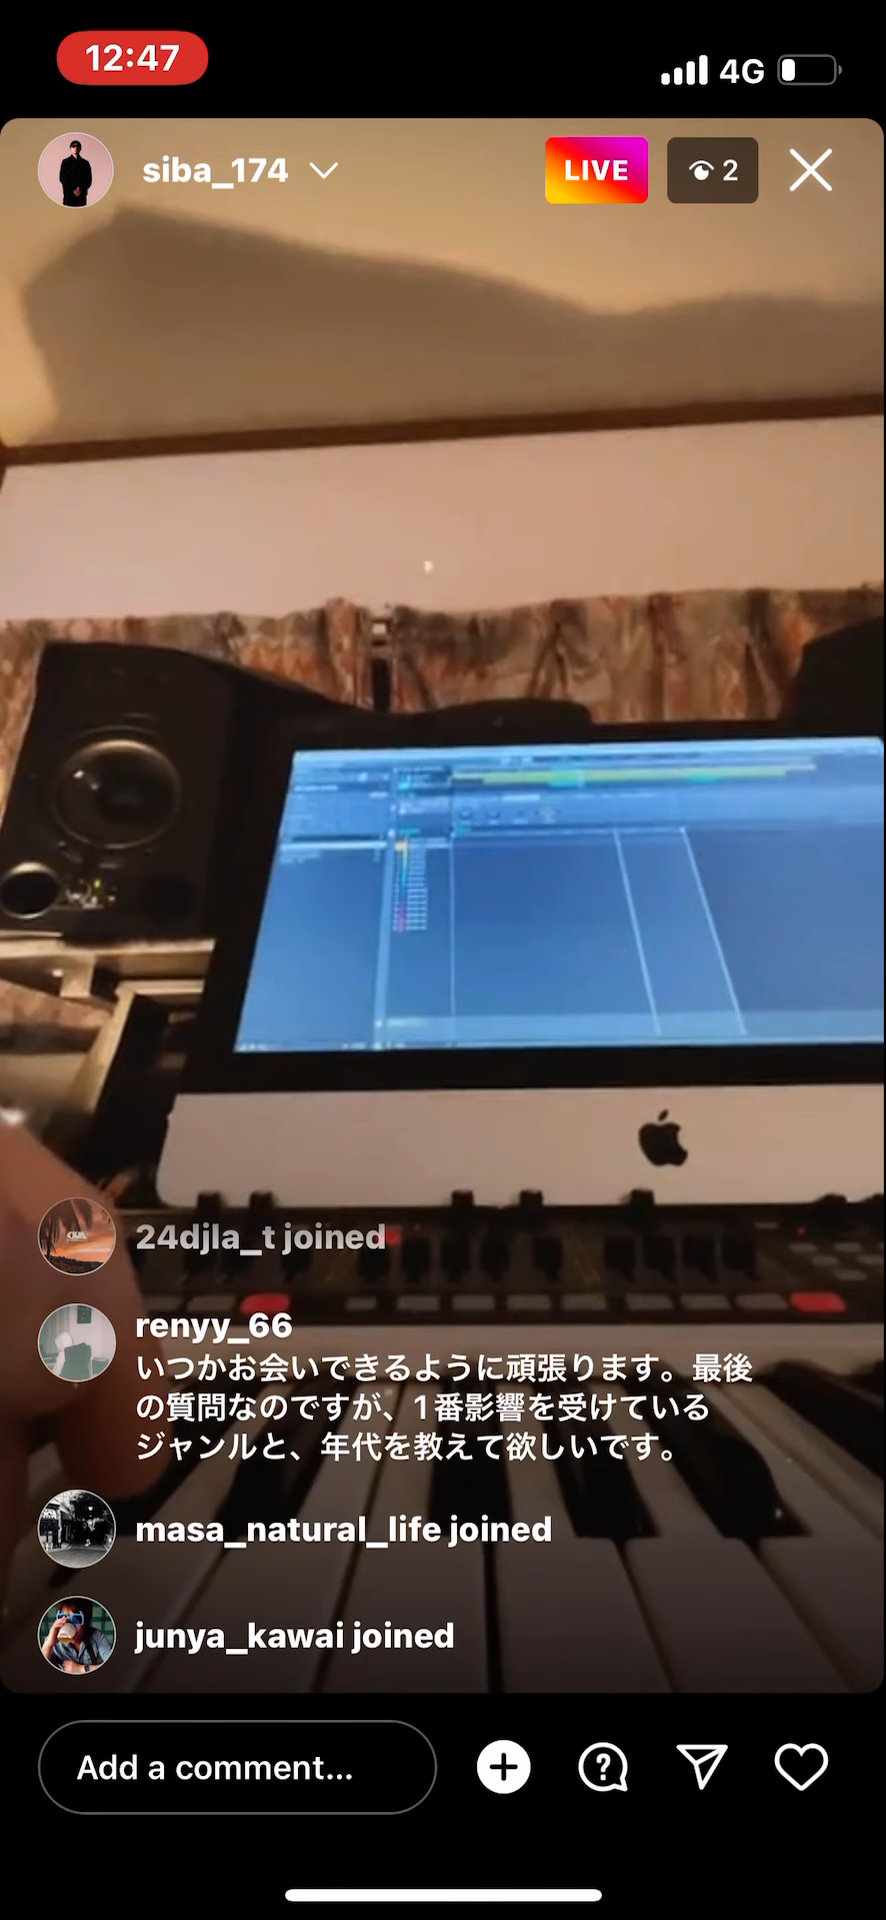 12:47
4G
siba_174
LIVE
2
24djla_t joined
renyy_66
いつかお会いできるように頑張ります。最後
の質問なのですが、1番影響を受けている
ジャンルと、年代を教えて欲しいです。
masa_natural_life joined
junya_kawai joined
Add a comment...